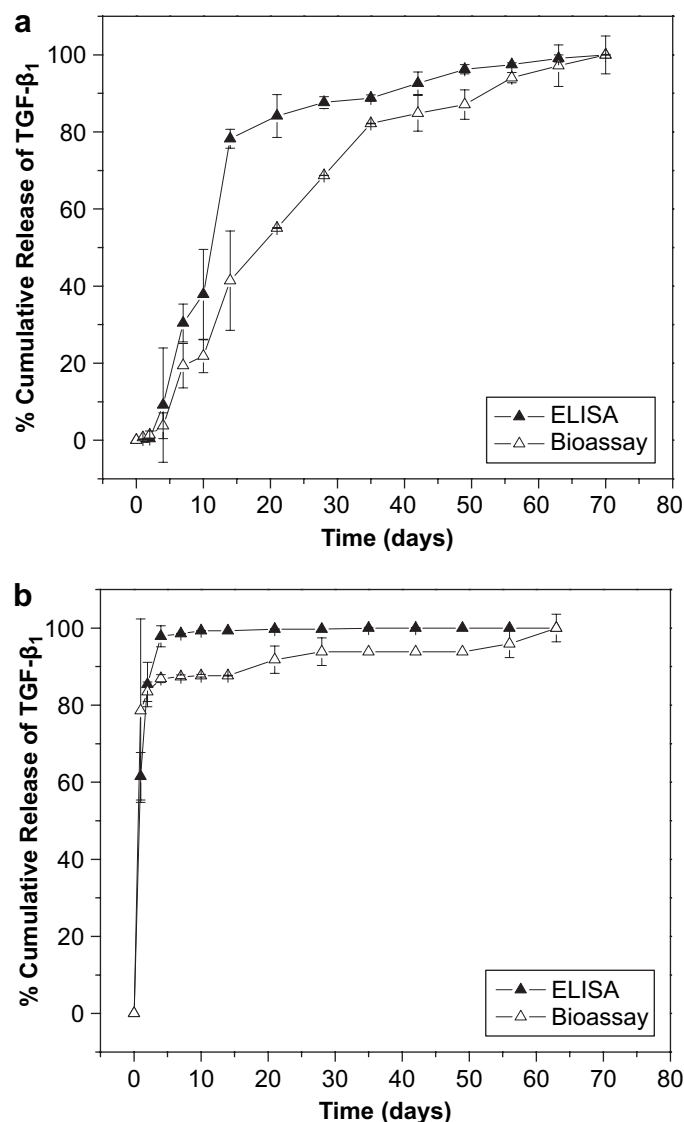 a
% Cumulative Release of TGF-β₁
100
80
60
40
20
0
ELISA
Bioassay
0 10 20 30 40 50 60 70 80
Time (days)
b
% Cumulative Release of TGF-β₁
100
80
60
40
20
0
ELISA
Bioassay
0 10 20 30 40 50 60 70 80
Time (days)